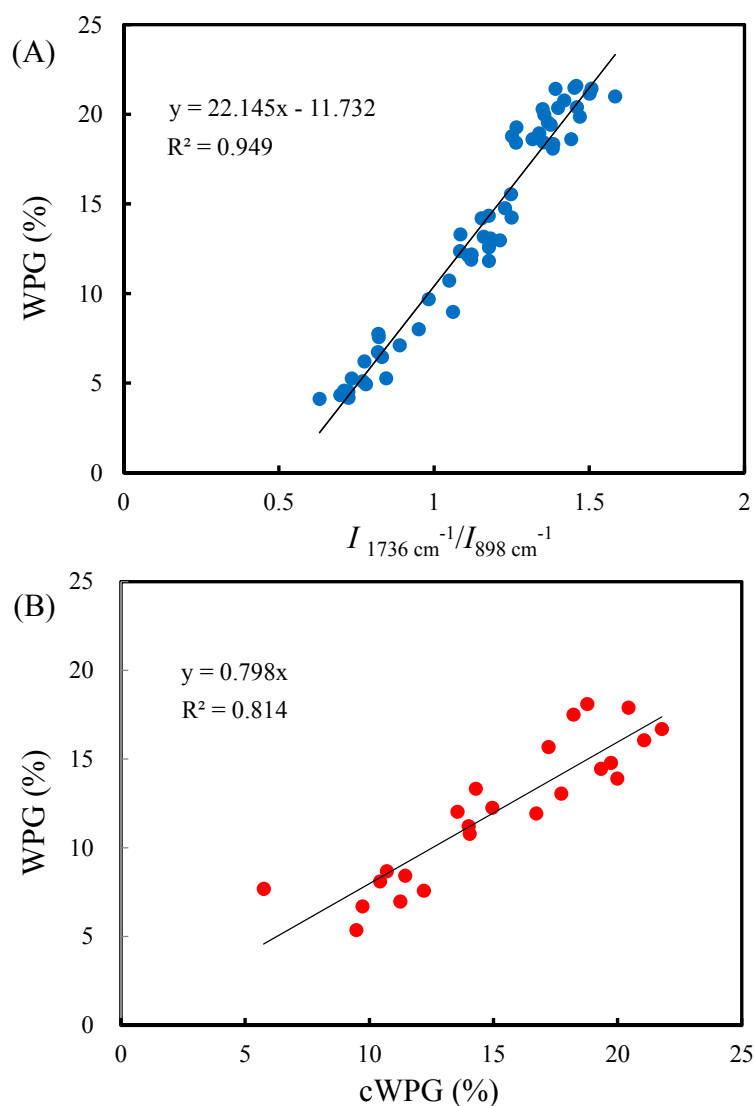 (A)
25
20
15
10
5
0
WPG (%)
y = 22.145x - 11.732
R² = 0.949
0 0.5 1 1.5 2
I 1736 cm⁻¹/I898 cm⁻¹
(B)
25
20
15
10
5
0
WPG (%)
y = 0.798x
R² = 0.814
0 5 10 15 20 25
cWPG (%)